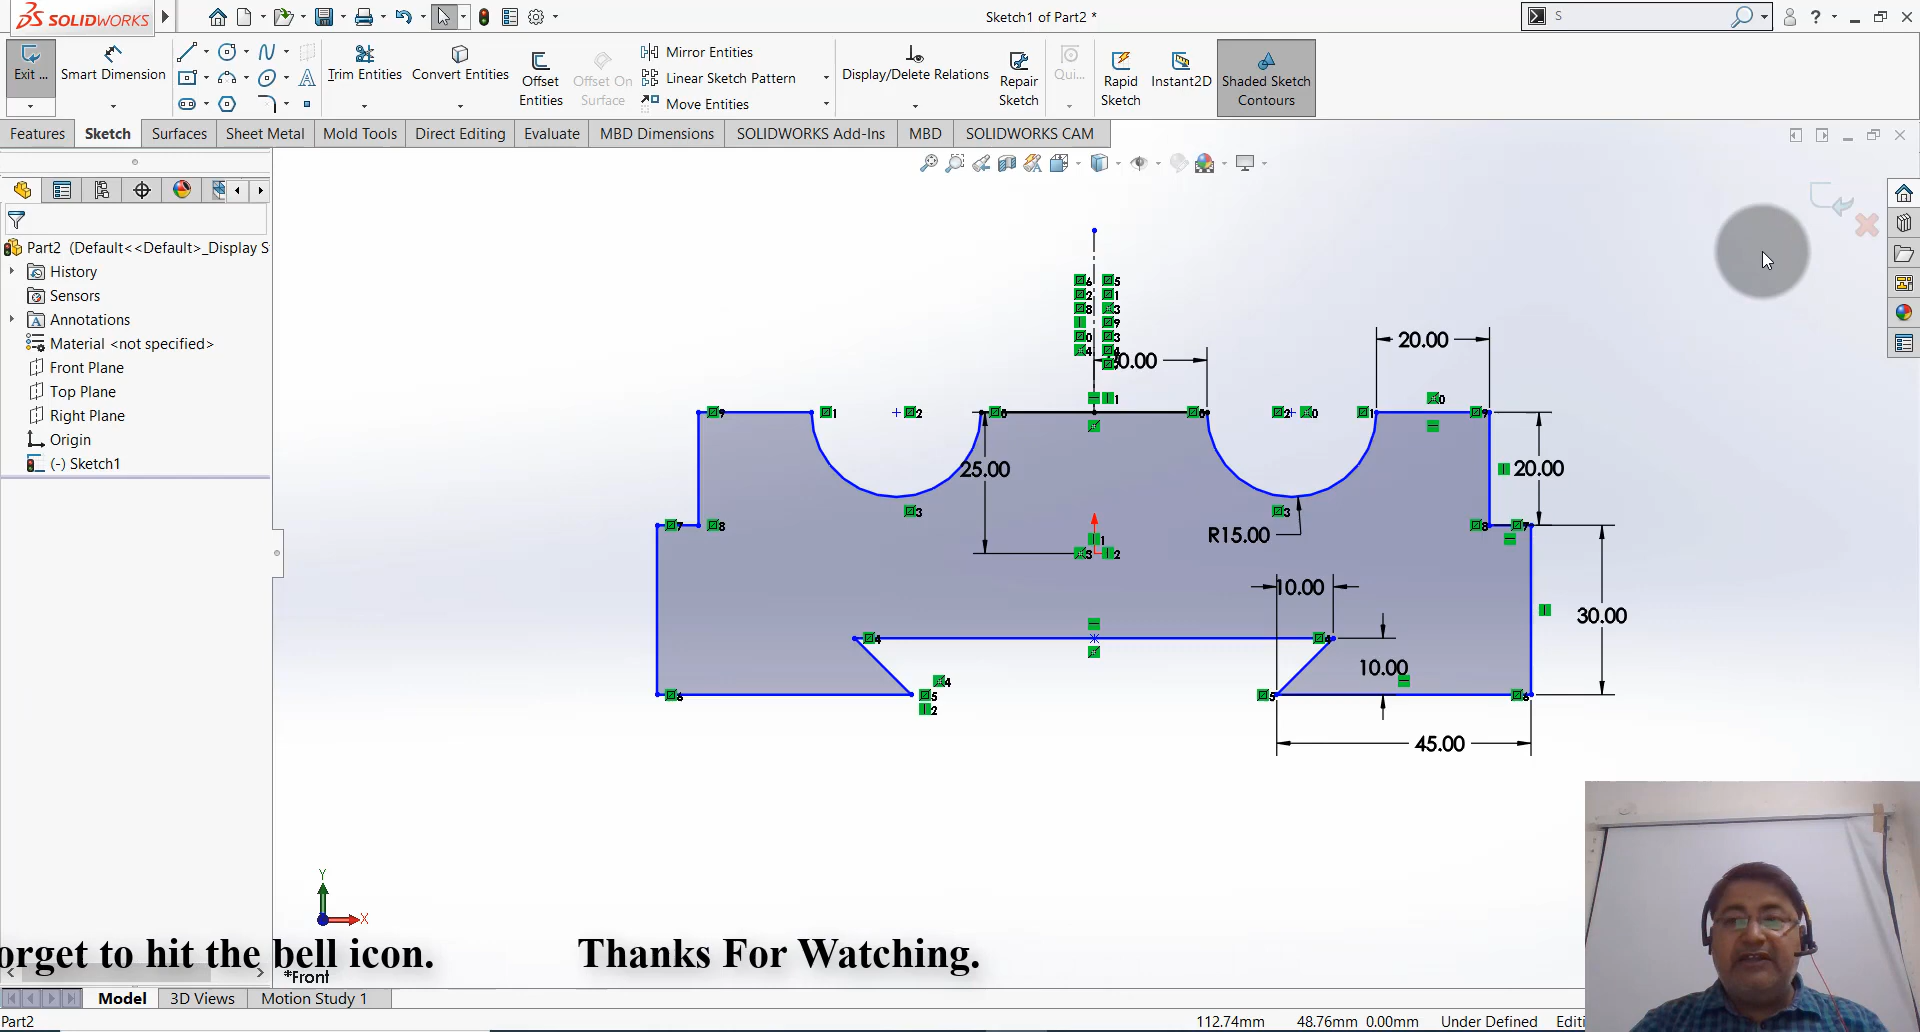 SOLIDWORKS
Sketch1 of Part2 *
S
Exit ...
Smart Dimension
Trim Entities
Convert Entities
Offset Entities
Offset On Surface
Mirror Entities
Linear Sketch Pattern
Move Entities
Display/Delete Relations
Repair Sketch
Qui...
Rapid Sketch
Instant2D
Shaded Sketch Contours
Features
Sketch
Surfaces
Sheet Metal
Mold Tools
Direct Editing
Evaluate
MBD Dimensions
SOLIDWORKS Add-Ins
MBD
SOLIDWORKS CAM
Part2 (Default<<Default>_Display S
History
Sensors
Annotations
Material <not specified>
Front Plane
Top Plane
Right Plane
Origin
(-) Sketch1
20.00
25.00
20.00
R15.00
10.00
30.00
10.00
45.00
Y
X
orget to hit the bell icon.
Thanks For Watching.
*Front
Model
3D Views
Motion Study 1
Part2
112.74mm
48.76mm
0.00mm
Under Defined